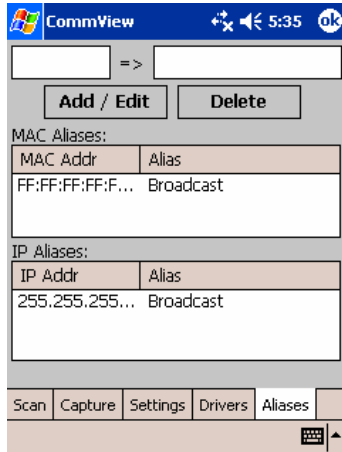 CommView 5:35 ok
=>
Add / Edit Delete
MAC Aliases:
MAC Addr Alias
FF:FF:FF:FF:F... Broadcast
IP Aliases:
IP Addr Alias
255.255.255... Broadcast
Scan Capture Settings Drivers Aliases